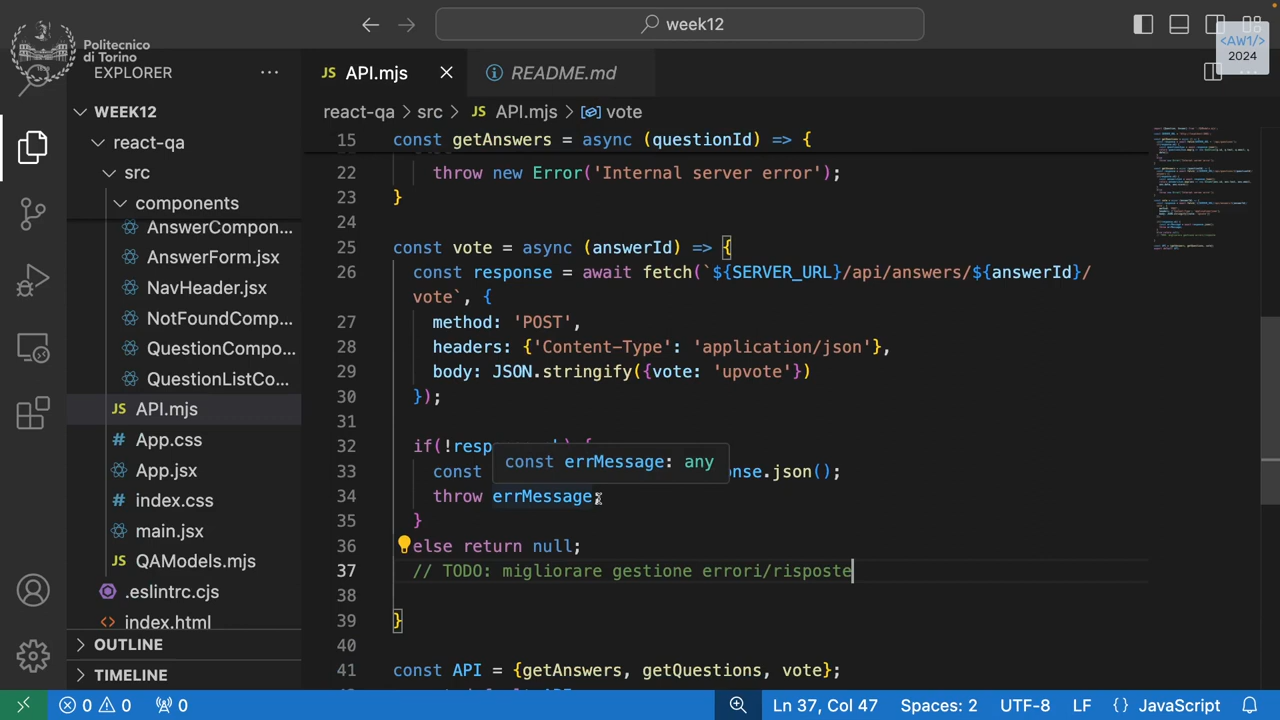 week12
Politecnico
di Torino
<AW1/>
2024
EXPLORER
JS API.mjs
README.md
WEEK12
react-qa > src > JS API.mjs > vote
react-qa
src
components
AnswerCompon...
AnswerForm.jsx
NavHeader.jsx
NotFoundComp...
QuestionCompo...
QuestionListCo...
JS API.mjs
# App.css
App.jsx
# index.css
main.jsx
JS QAModels.mjs
.eslintrc.cjs
<> index.html
OUTLINE
TIMELINE
15 const getAnswers = async (questionId) => {
22 throw new Error('Internal server error');
23 }
24
25 const vote = async (answerId) => {
26 const response = await fetch(`${SERVER_URL}/api/answers/${answerId}/
vote`, {
27 method: 'POST',
28 headers: {'Content-Type': 'application/json'},
29 body: JSON.stringify({vote: 'upvote'})
30 });
31
32 if(!resp
const errMessage: any
33 const nse.json();
34 throw errMessage;
35 }
36 else return null;
37 // TODO: migliorare gestione errori/risposte
38
39 }
40
41 const API = {getAnswers, getQuestions, vote};
0 0 0
Ln 37, Col 47
Spaces: 2
UTF-8
LF
{} JavaScript